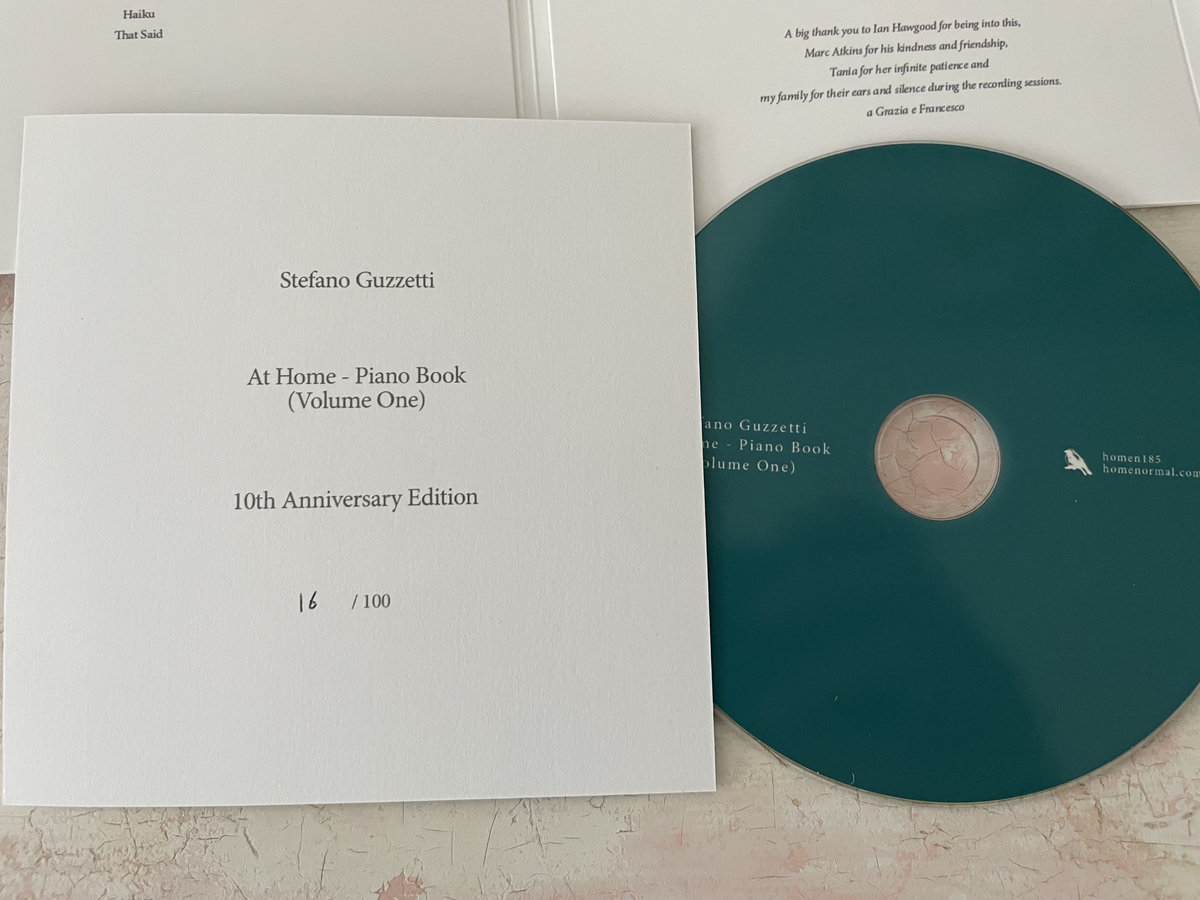 Haiku
That Said
A big thank you to Ian Hawgood for being into this,
Marc Atkins for his kindness and friendship,
Tania for her infinite patience and
my family for their ears and silence during the recording sessions.
a Grazia e Francesco
Stefano Guzzetti
At Home - Piano Book
(Volume One)
10th Anniversary Edition
16 / 100
Guzzetti
- Piano Book
One)
homen185
homenormal.com